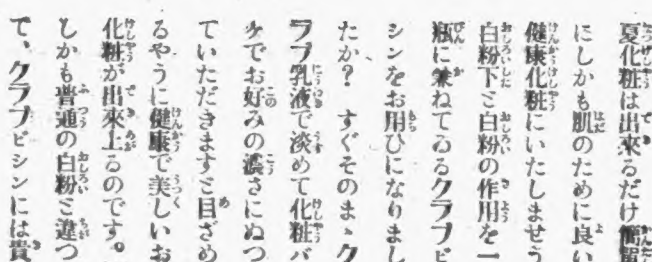 夏化粧は出來るだけ簡單
にしかも肌のために良い
健康化粧にいたしませう
白粉下と白粉の作用を一
瓶に兼ねてゐるクラブビ
シンをお用ひになりまし
たか？　すぐそのまゝク
ラブ乳液で淡めて化粧バ
ケでお好みの濃さにぬつ
ていただきますと目ざめ
るやうに健康で美しいお
化粧が出來上るのです。
しかも普通の白粉と違つ
て、クラブビシンには貴